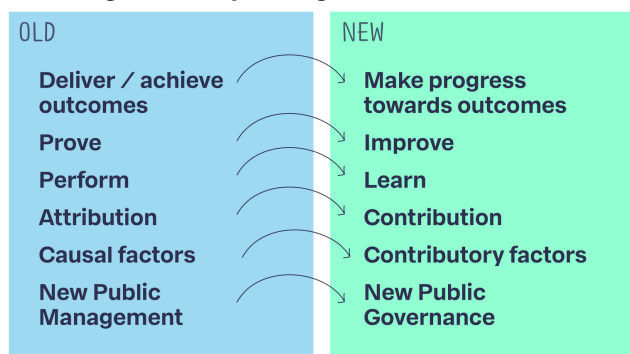 OLD
NEW
Deliver / achieve
outcomes
Make progress
towards outcomes
Prove
Improve
Perform
Learn
Attribution
Contribution
Causal factors
Contributory factors
New Public
Management
New Public
Governance